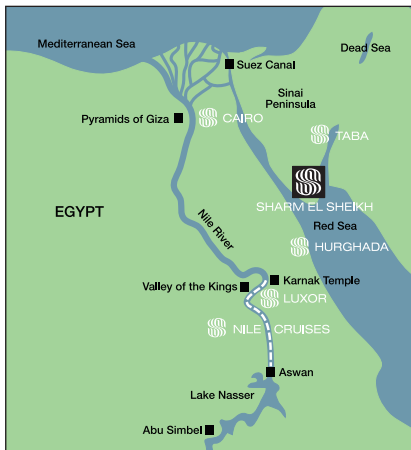 Mediterranean Sea
Dead Sea
Suez Canal
Sinai
Peninsula
Pyramids of Giza
CAIRO
TABA
SHARM EL SHEIKH
EGYPT
Nile River
Red Sea
HURGHADA
Karnak Temple
Valley of the Kings
LUXOR
NILE CRUISES
Aswan
Lake Nasser
Abu Simbel